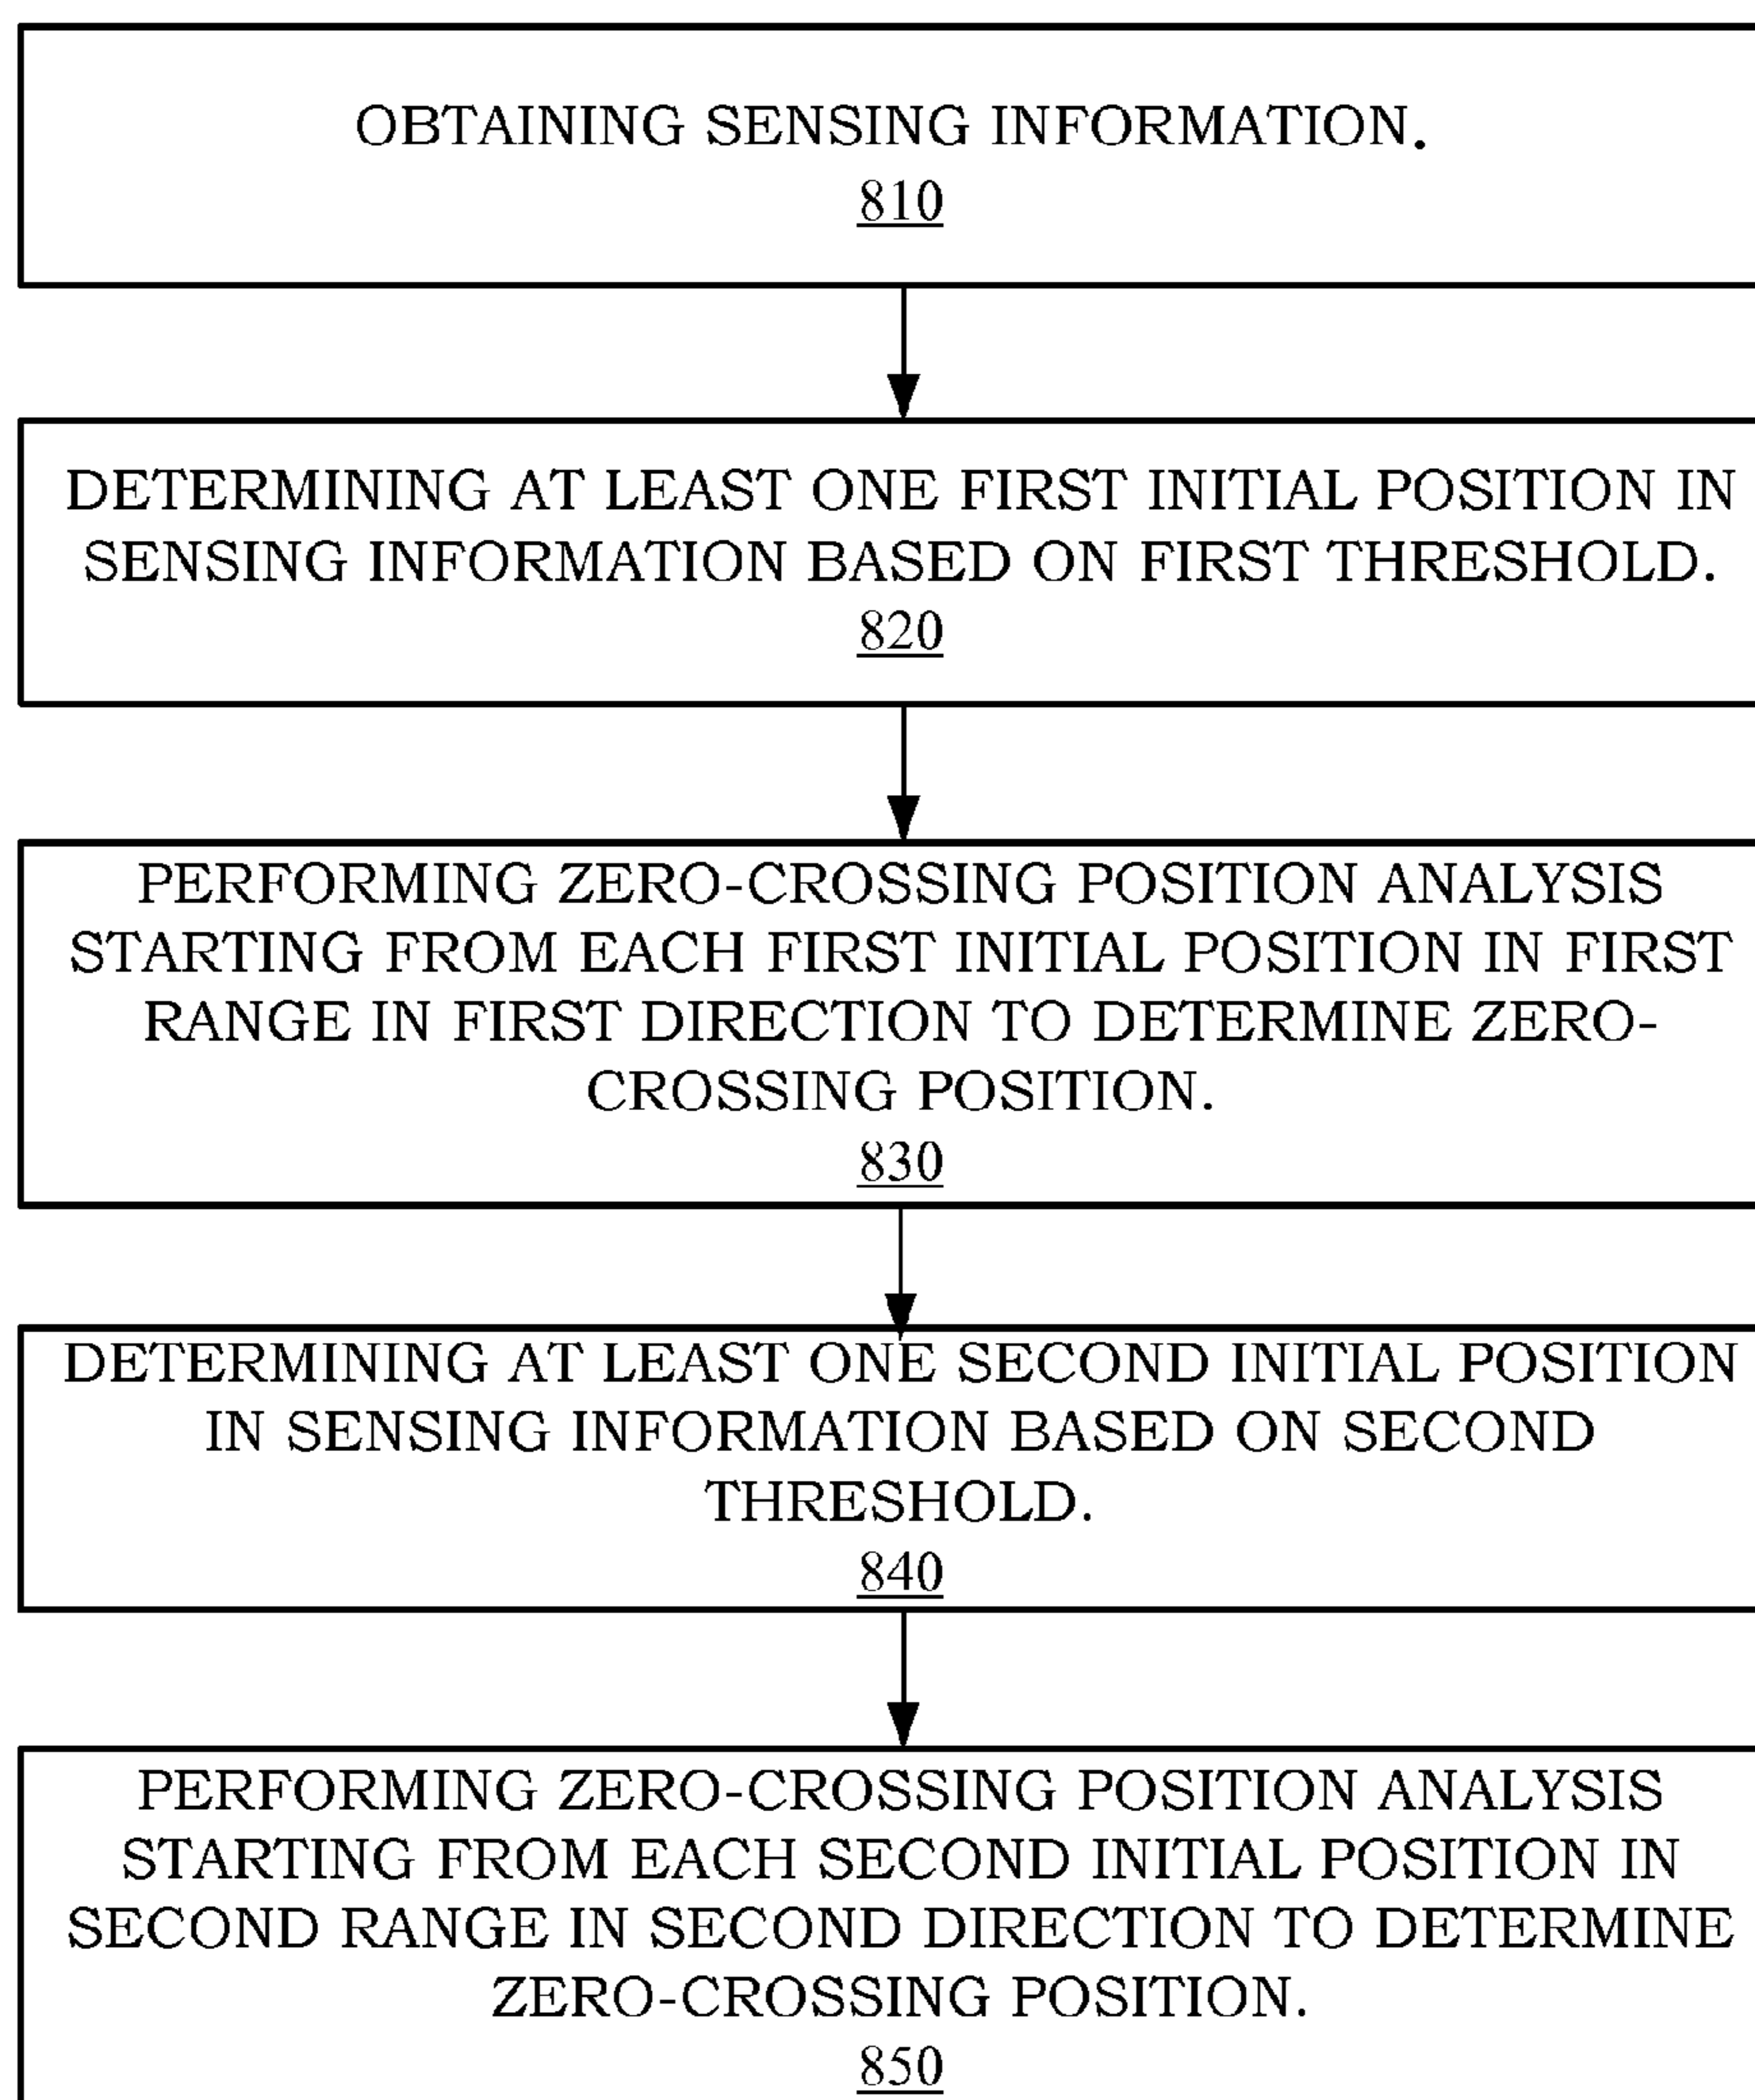 OBTAINING SENSING INFORMATION.
810
DETERMINING AT LEAST ONE FIRST INITIAL POSITION IN
SENSING INFORMATION BASED ON FIRST THRESHOLD.
820
PERFORMING ZERO-CROSSING POSITION ANALYSIS
STARTING FROM EACH FIRST INITIAL POSITION IN FIRST
RANGE IN FIRST DIRECTION TO DETERMINE ZERO-
CROSSING POSITION.
830
DETERMINING AT LEAST ONE SECOND INITIAL POSITION
IN SENSING INFORMATION BASED ON SECOND
THRESHOLD.
840
PERFORMING ZERO-CROSSING POSITION ANALYSIS
STARTING FROM EACH SECOND INITIAL POSITION IN
SECOND RANGE IN SECOND DIRECTION TO DETERMINE
ZERO-CROSSING POSITION.
850